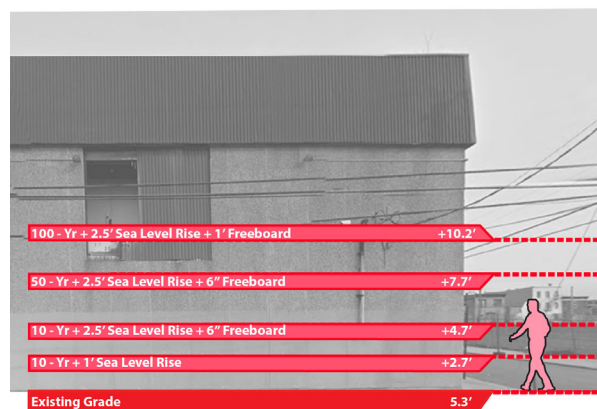 100 - Yr + 2.5' Sea Level Rise + 1' Freeboard +10.2'
50 - Yr + 2.5' Sea Level Rise + 6" Freeboard +7.7'
10 - Yr + 2.5' Sea Level Rise + 6" Freeboard +4.7'
10 - Yr + 1' Sea Level Rise +2.7'
Existing Grade 5.3'